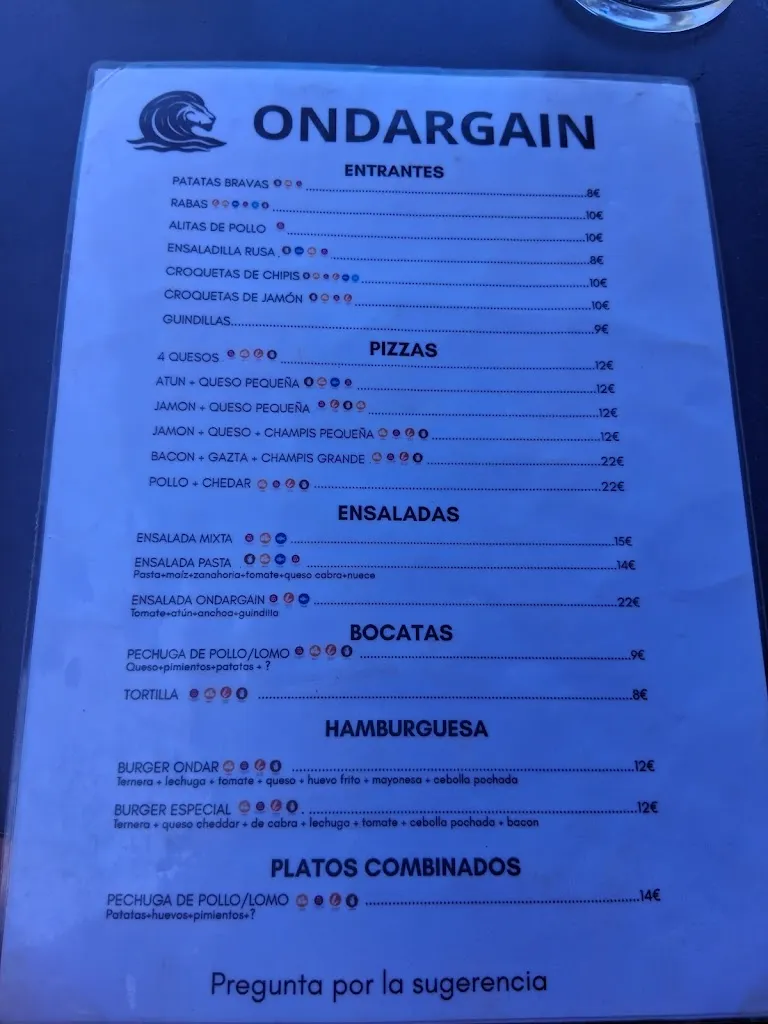 ONDARGAIN
ENTRANTES
PATATAS BRAVAS 8€
RABAS 10€
ALITAS DE POLLO 10€
ENSALADILLA RUSA 8€
CROQUETAS DE CHIPIS 10€
CROQUETAS DE JAMÓN 10€
GUINDILLAS 9€
PIZZAS
4 QUESOS 12€
ATUN + QUESO PEQUEÑA 12€
JAMON + QUESO PEQUEÑA 12€
JAMON + QUESO + CHAMPIS PEQUEÑA 12€
BACON + GAZTA + CHAMPIS GRANDE 22€
POLLO + CHEDAR 22€
ENSALADAS
ENSALADA MIXTA 15€
ENSALADA PASTA 14€
Pasta+maiz+zanahoria+tomate+queso cabra+nuece
ENSALADA ONDARGAIN 22€
Tomate+atún+anchoa+guindilla
BOCATAS
PECHUGA DE POLLO/LOMO 9€
Queso+pimientos+patatas + ?
TORTILLA 8€
HAMBURGUESA
BURGER ONDAR 12€
Ternera + lechuga + tomate + queso + huevo frito + mayonesa + cebolla pochada
BURGER ESPECIAL 12€
Ternera + queso cheddar + de cabra + lechuga + tomate + cebolla pochada + bacon
PLATOS COMBINADOS
PECHUGA DE POLLO/LOMO 14€
Patatas+huevos+pimientos+?
Pregunta por la sugerencia